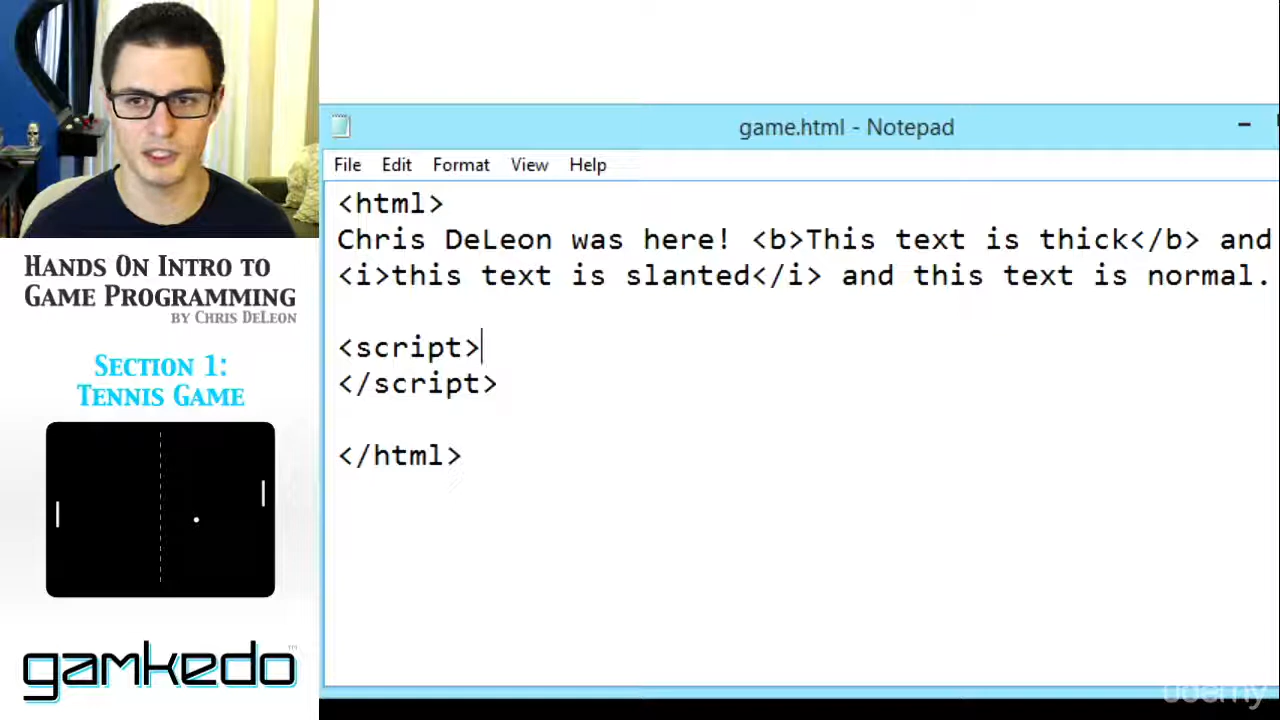 HANDS ON INTRO TO
GAME PROGRAMMING
BY CHRIS DELEON
SECTION 1:
TENNIS GAME
gamkedo™
game.html - Notepad
File Edit Format View Help
<html>
Chris DeLeon was here! <b>This text is thick</b> and
<i>this text is slanted</i> and this text is normal.
<script>
</script>
</html>
udemy